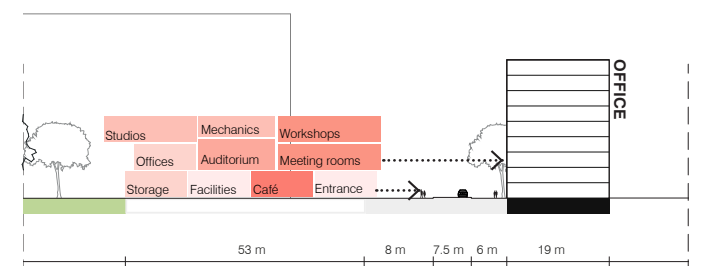 OFFICE
Studios
Mechanics
Workshops
Offices
Auditorium
Meeting rooms
Storage
Facilities
Café
Entrance
53 m
8 m
7.5 m
6 m
19 m